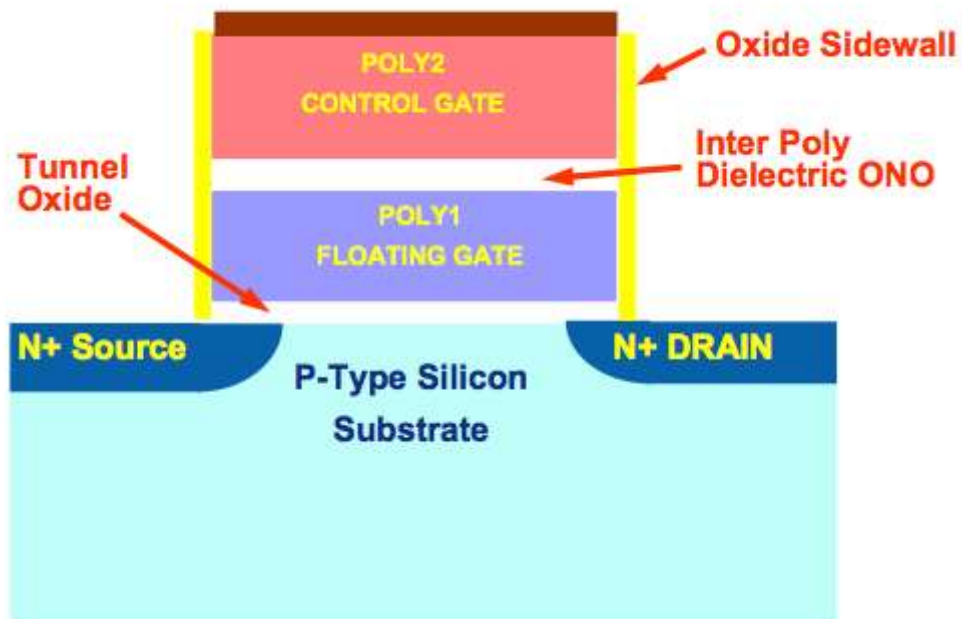 POLY2
CONTROL GATE
Oxide Sidewall
Inter Poly
Dielectric ONO
Tunnel
Oxide
POLY1
FLOATING GATE
N+ Source
N+ DRAIN
P-Type Silicon
Substrate